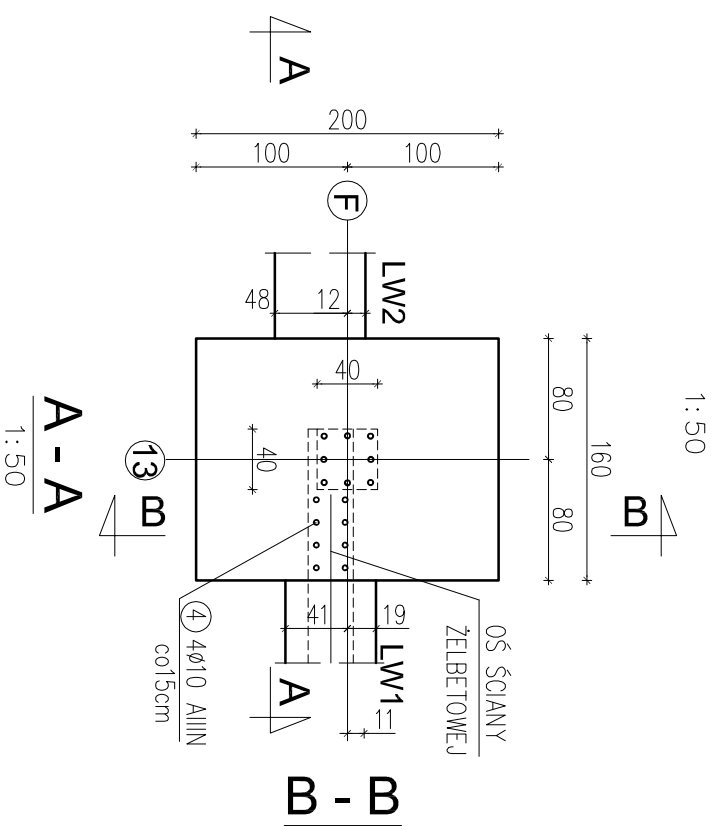 1:50
A
200
100
100
F
LW2
48
12
40
80
160
80
40
13
A - A
1:50
B
B
41
19
LW1
11
A
4
4ø10 AIIIN
co15cm
OŚ ŚCIANY
ŻELBETOWEJ
B - B